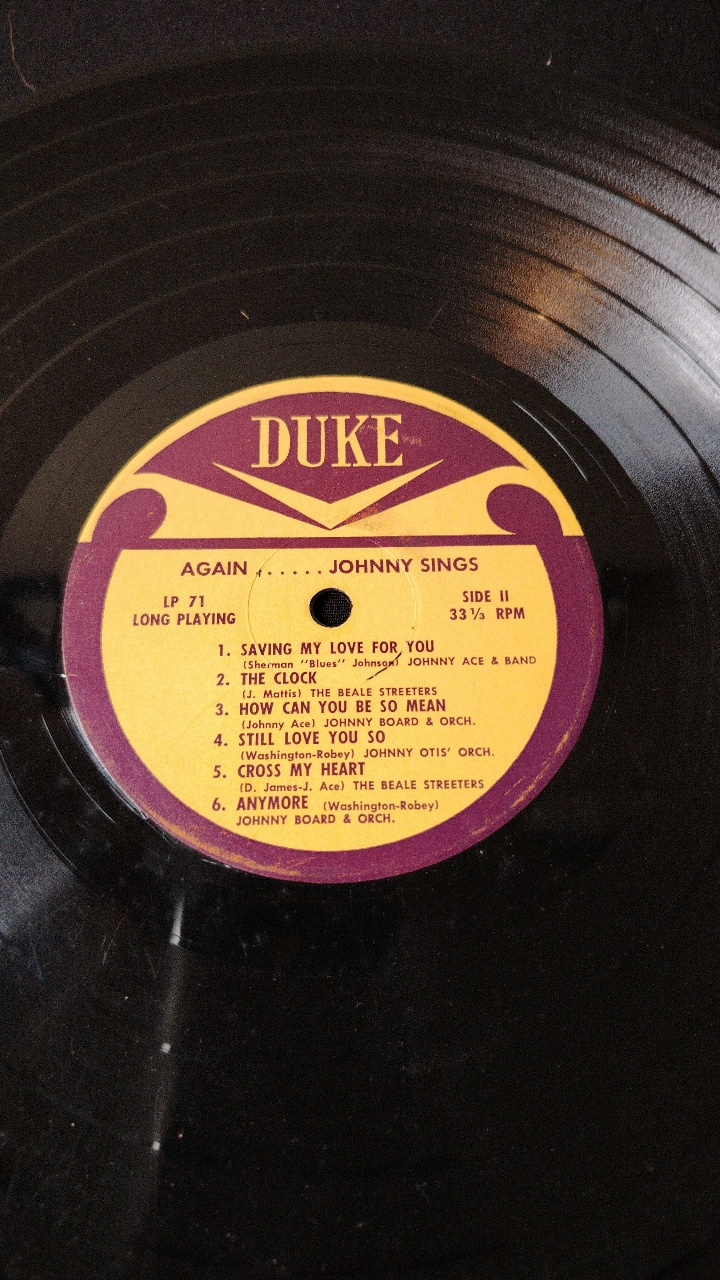 DUKE
AGAIN ...... JOHNNY SINGS
LP 71
LONG PLAYING
SIDE II
33⅓ RPM
1. SAVING MY LOVE FOR YOU
(Sherman "Blues" Johnson) JOHNNY ACE & BAND
2. THE CLOCK
(J. Mattis) THE BEALE STREETERS
3. HOW CAN YOU BE SO MEAN
(Johnny Ace) JOHNNY BOARD & ORCH.
4. STILL LOVE YOU SO
(Washington-Robey) JOHNNY OTIS' ORCH.
5. CROSS MY HEART
(D. James-J. Ace) THE BEALE STREETERS
6. ANYMORE (Washington-Robey)
JOHNNY BOARD & ORCH.